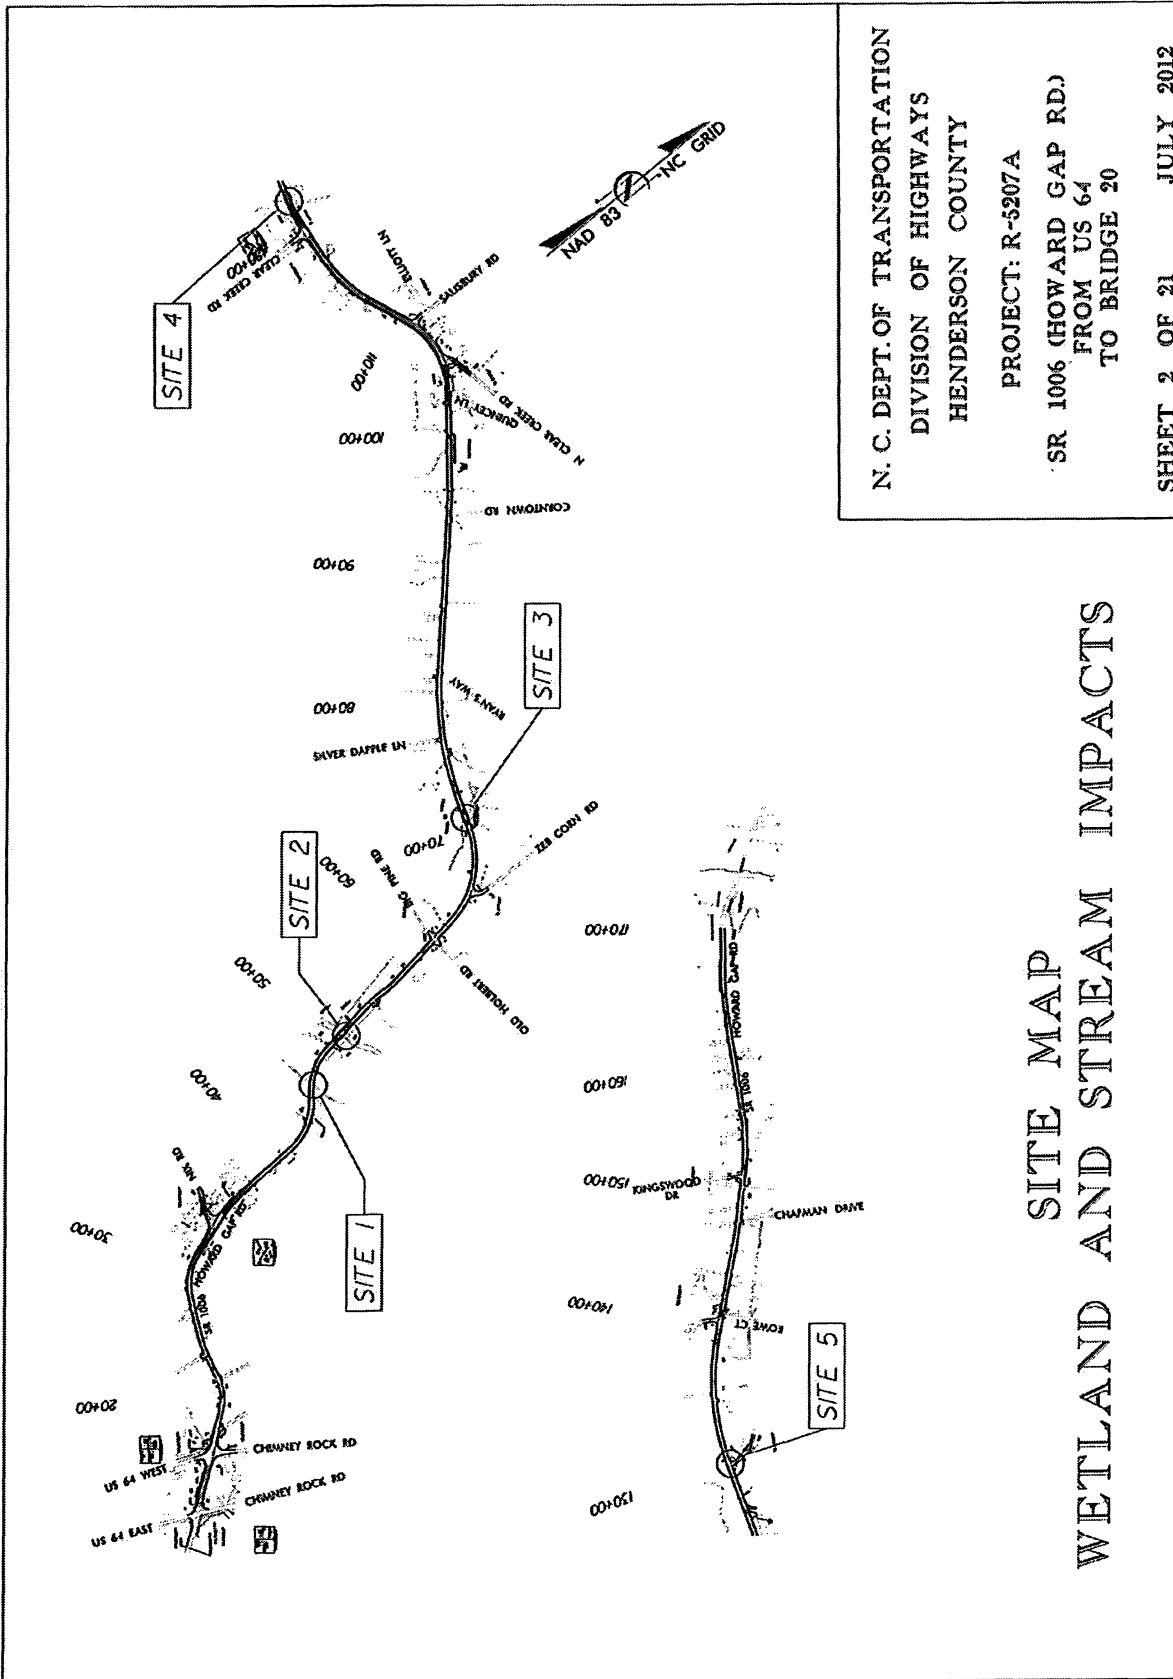 SITE MAP
WETLAND AND STREAM IMPACTS
N. C. DEPT. OF TRANSPORTATION
DIVISION OF HIGHWAYS
HENDERSON COUNTY
PROJECT: R-5207A
SR 1006 (HOWARD GAP RD.)
FROM US 64
TO BRIDGE 20
SHEET 2 OF 21 JULY 2012
SITE 1
SITE 2
SITE 3
SITE 4
SITE 5
NAD 83
NC GRID
US 64 EAST
US 64 WEST
CHIMNEY ROCK RD
CHIMNEY ROCK RD
20+00
SR 1006 HOWARD GAP RD
30+00
NIX RD
40+00
50+00
60+00
BIG PINE RD
OLD HOLBERT RD
ZEB CORN RD
70+00
SILVER DAPPLE LN
80+00
RYAN'S WAY
90+00
CORNTOWN RD
100+00
QUINCEY LN
N CLEAR CREEK RD
110+00
SALISBURY RD
ELLIOTT LN
CLEAR CREEK RD
130+00
140+00
ROWE CT
CHAPMAN DRIVE
150+00
KINGSWOOD
DR
160+00
SR 1006
HOWARD GAP RD
170+00